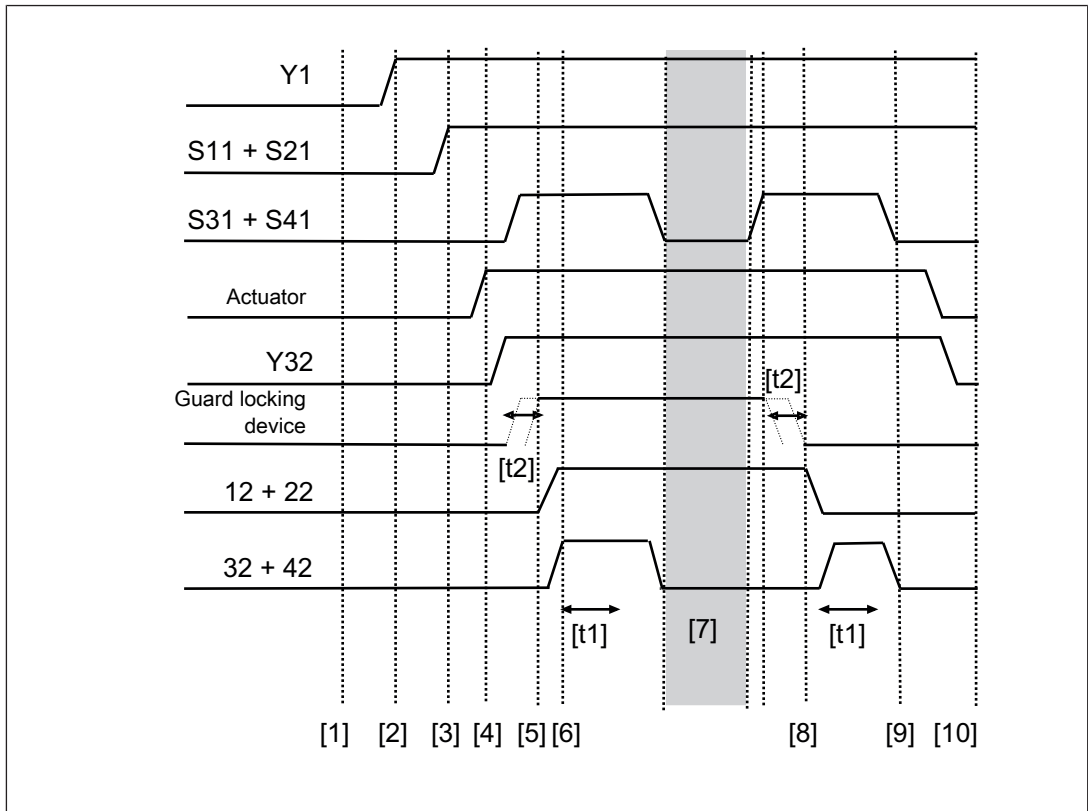 Y1
S11 + S21
S31 + S41
Actuator
Y32
[t2]
Guard locking
device
[t2]
12 + 22
32 + 42
[t1]
[7]
[t1]
[1]
[2]
[3]
[4]
[5]
[6]
[8]
[9]
[10]